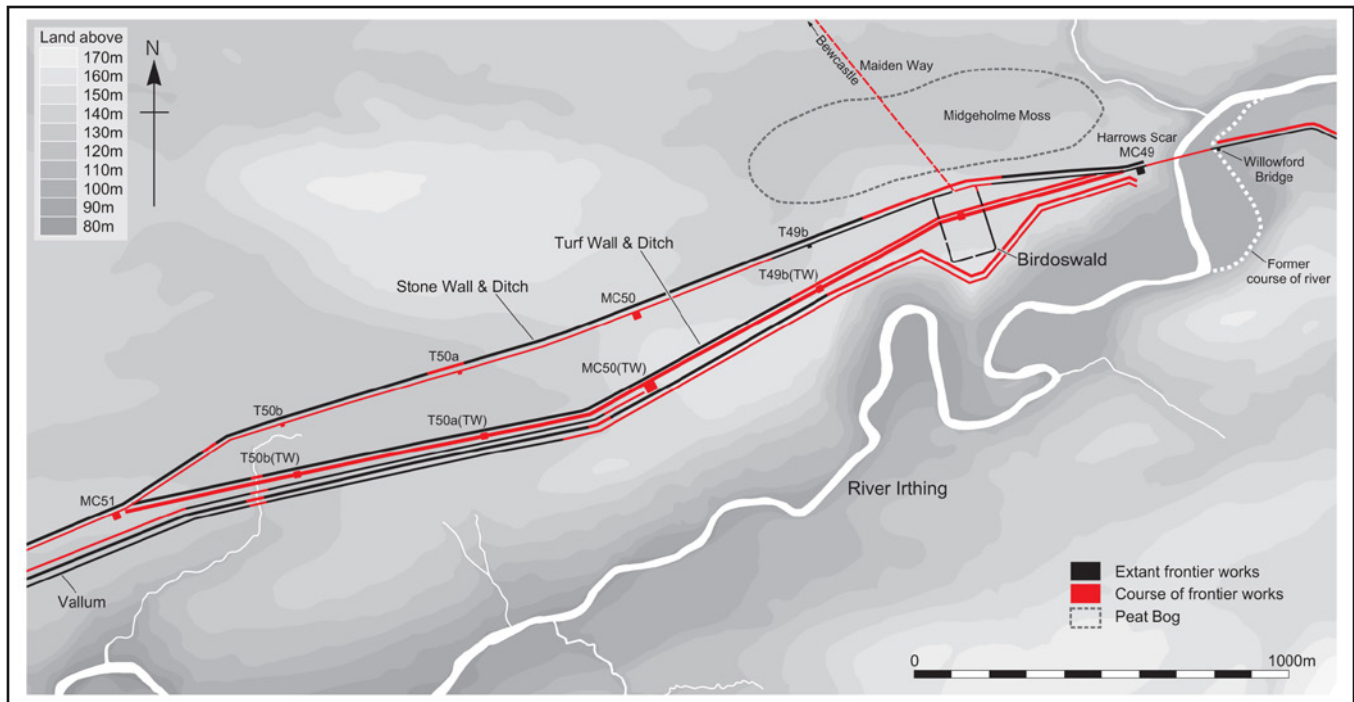 Land above
170m
160m
150m
140m
130m
120m
110m
100m
90m
80m
N
Bewcastle
Maiden Way
Midgeholme Moss
Harrows Scar
MC49
Willowford
Bridge
Former
course of river
Birdoswald
T49b
Turf Wall & Ditch
T49b(TW)
Stone Wall & Ditch
MC50
T50a
MC50(TW)
T50b
T50a(TW)
T50b(TW)
MC51
Vallum
River Irthing
Extant frontier works
Course of frontier works
Peat Bog
0
1000m